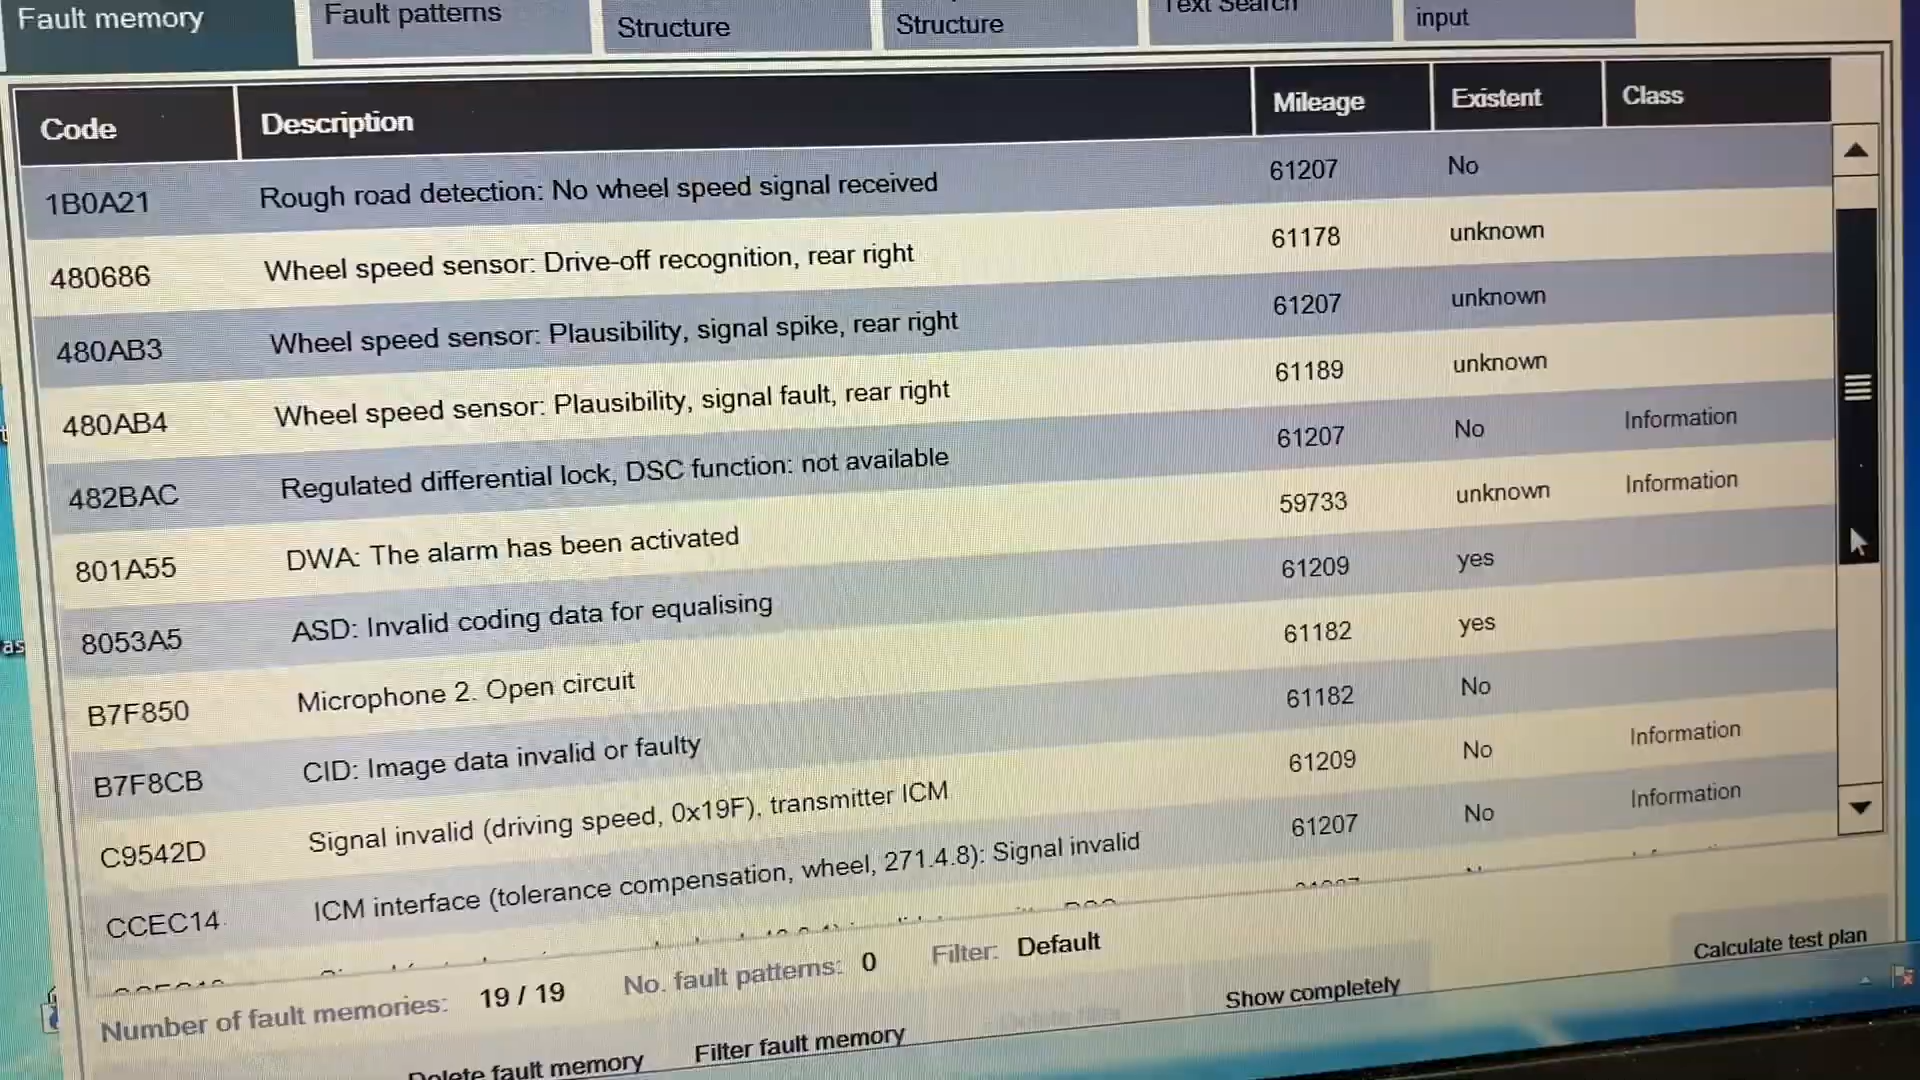 Fault memory
Fault patterns
Structure
Structure
Text Search
input
Code Description Mileage Existent Class
1B0A21 Rough road detection: No wheel speed signal received 61207 No
480686 Wheel speed sensor: Drive-off recognition, rear right 61178 unknown
480AB3 Wheel speed sensor: Plausibility, signal spike, rear right 61207 unknown
480AB4 Wheel speed sensor: Plausibility, signal fault, rear right 61189 unknown
482BAC Regulated differential lock, DSC function: not available 61207 No Information
801A55 DWA: The alarm has been activated 59733 unknown Information
8053A5 ASD: Invalid coding data for equalising 61209 yes
B7F850 Microphone 2. Open circuit 61182 yes
B7F8CB CID: Image data invalid or faulty 61182 No
C9542D Signal invalid (driving speed, 0x19F), transmitter ICM 61209 No Information
CCEC14 ICM interface (tolerance compensation, wheel, 271.4.8): Signal invalid 61207 No Information
Number of fault memories: 19 / 19 No. fault patterns: 0 Filter: Default
Delete fault memory Filter fault memory Show completely Calculate test plan
as